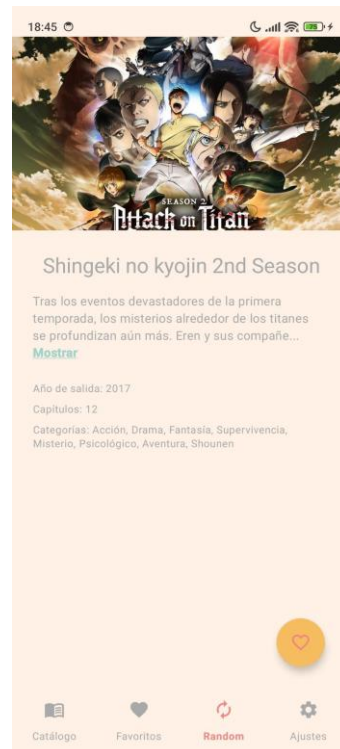 18:45
75
SEASON 2
Attack on Titan
Shingeki no kyojin 2nd Season
Tras los eventos devastadores de la primera
temporada, los misterios alrededor de los titanes
se profundizan aún más. Eren y sus compañe...
Mostrar
Año de salida: 2017
Capítulos: 12
Categorías: Acción, Drama, Fantasía, Supervivencia,
Misterio, Psicológico, Aventura, Shounen
Catálogo Favoritos Random Ajustes